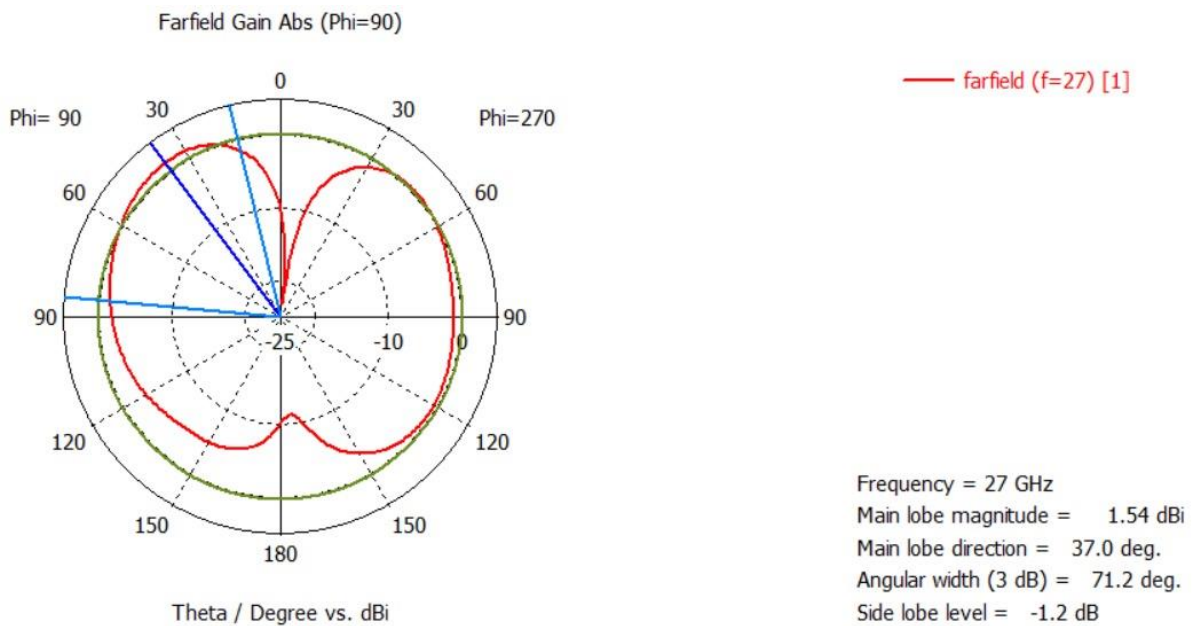 Farfield Gain Abs (Phi=90)
farfield (f=27) [1]
0
Phi= 90
30
30
Phi=270
60
60
90
-25
-10
0
90
120
120
150
150
180
Theta / Degree vs. dBi
Frequency = 27 GHz
Main lobe magnitude = 1.54 dBi
Main lobe direction = 37.0 deg.
Angular width (3 dB) = 71.2 deg.
Side lobe level = -1.2 dB